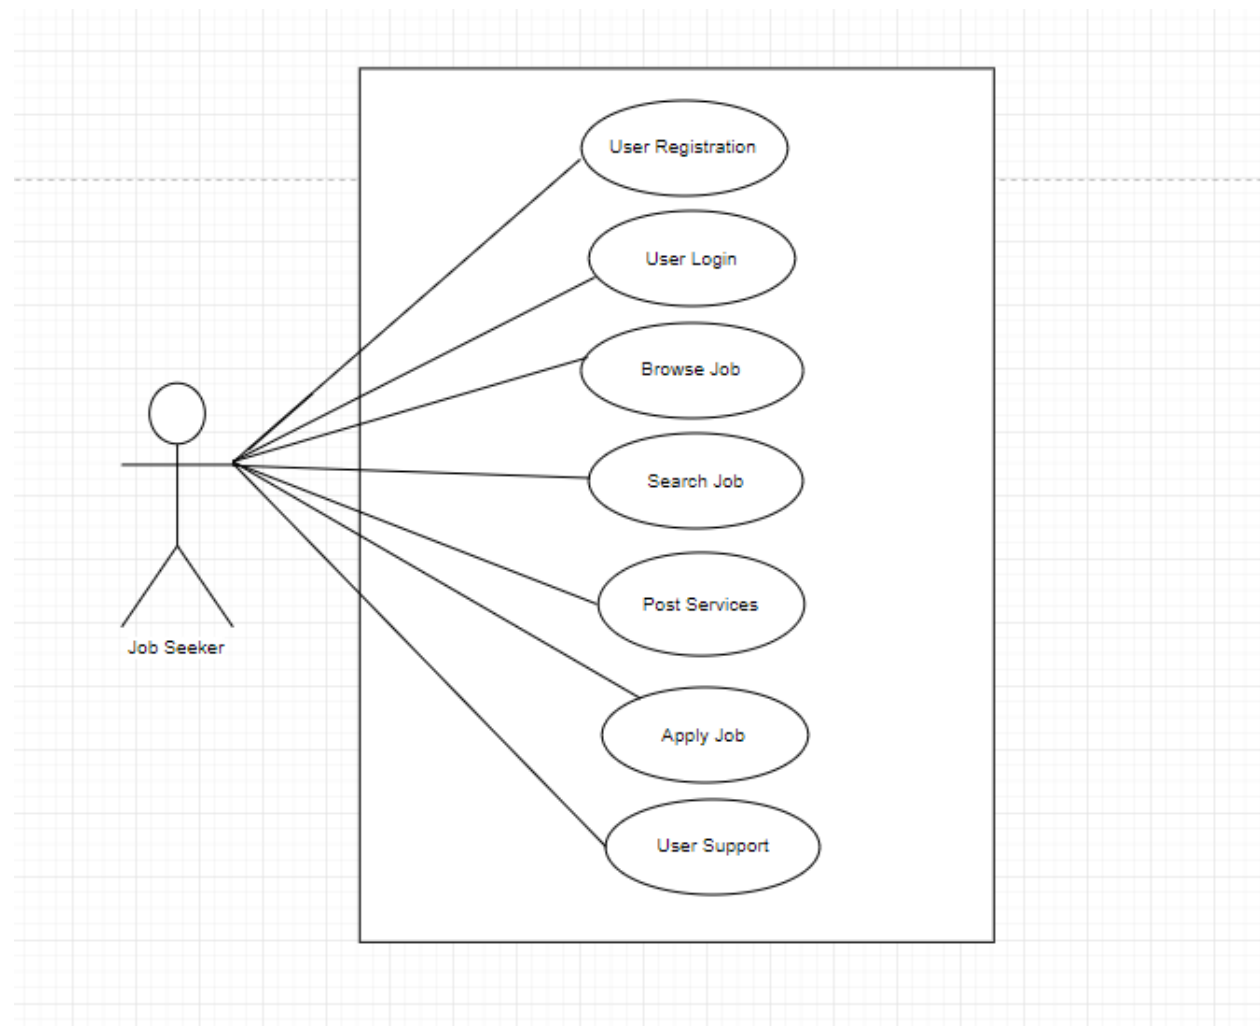 User Registration
User Login
Browse Job
Search Job
Post Services
Apply Job
User Support
Job Seeker